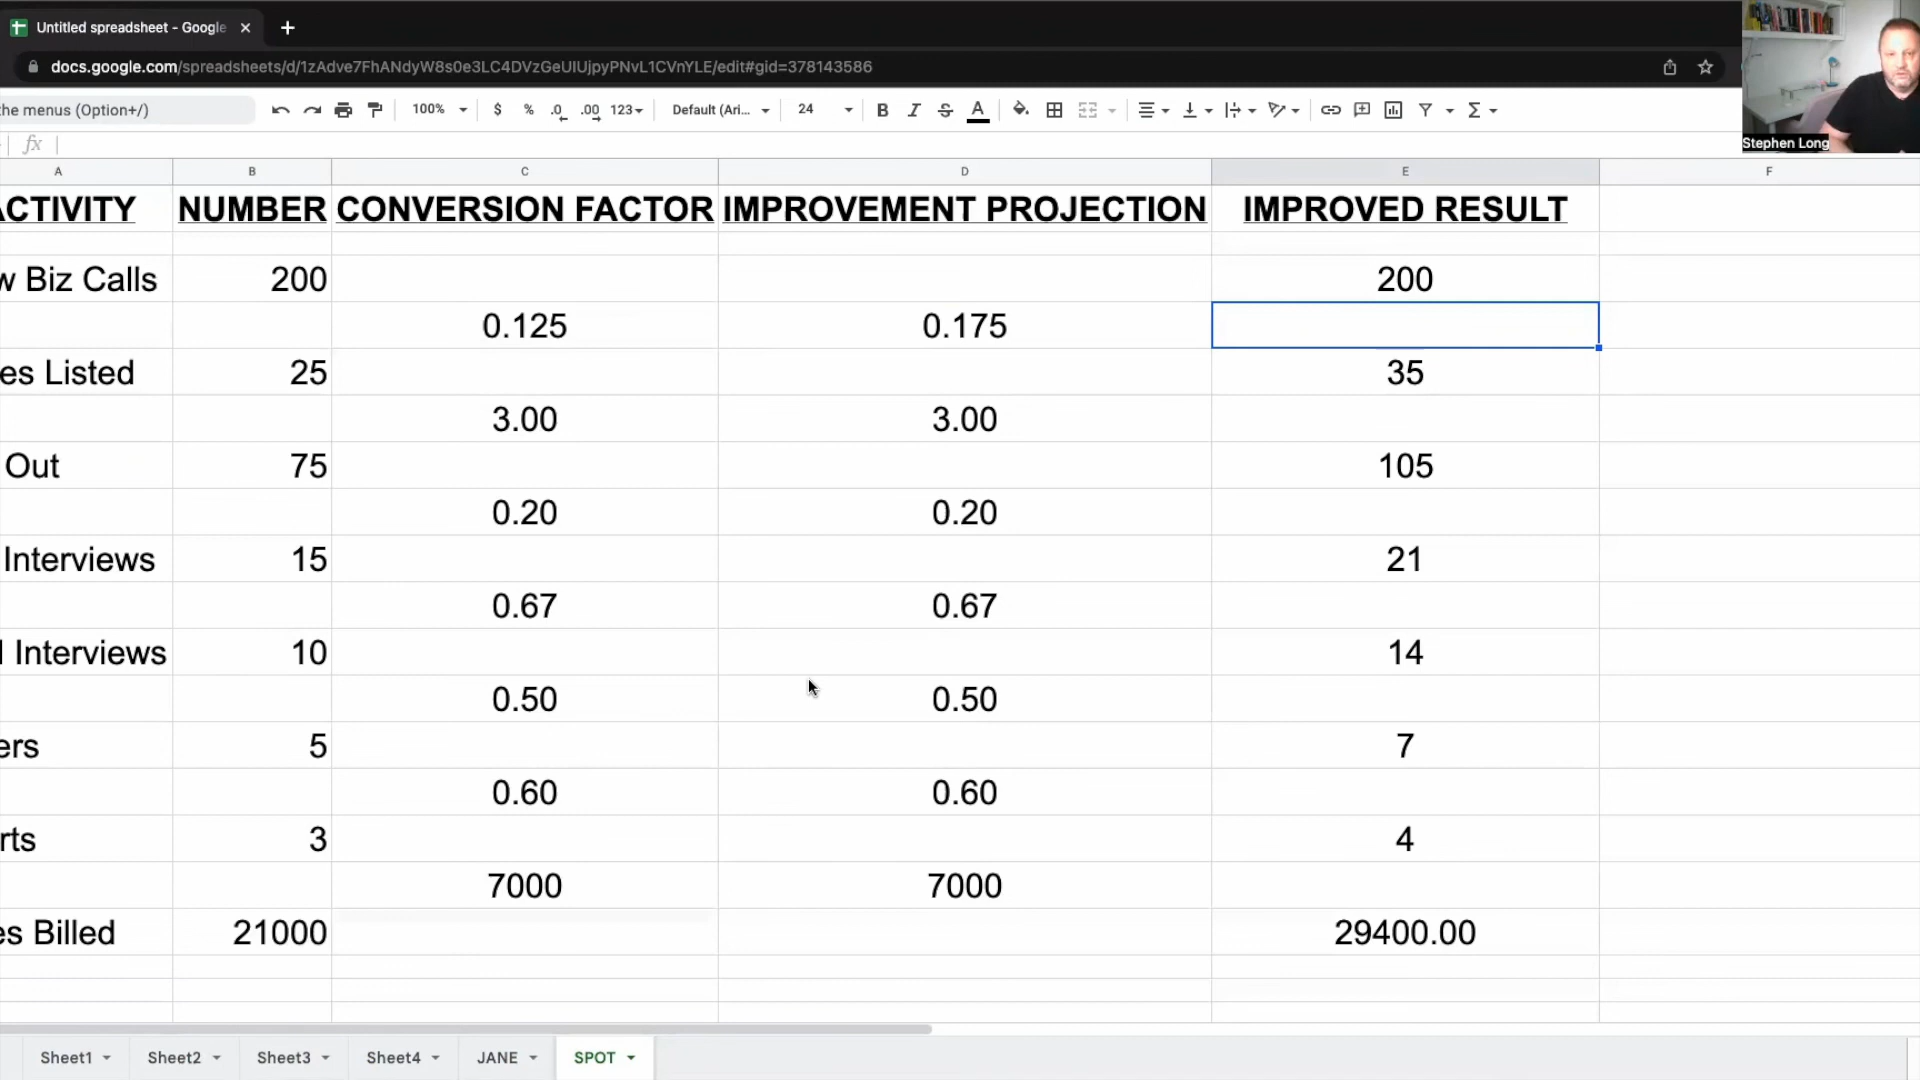 Untitled spreadsheet - Google
docs.google.com/spreadsheets/d/1zAdve7FhANdyW8s0e3LC4DVzGeUIUjpyPNvL1CVnYLE/edit#gid=378143586
Stephen Long
he menus (Option+/)
100% $ % .0 .00 123 Default (Ari... 24 B I S A
fx
A B C D E F
ACTIVITY NUMBER CONVERSION FACTOR IMPROVEMENT PROJECTION IMPROVED RESULT
w Biz Calls 200 200
0.125 0.175
es Listed 25 35
3.00 3.00
Out 75 105
0.20 0.20
Interviews 15 21
0.67 0.67
Interviews 10 14
0.50 0.50
ers 5 7
0.60 0.60
rts 3 4
7000 7000
es Billed 21000 29400.00
Sheet1 Sheet2 Sheet3 Sheet4 JANE SPOT